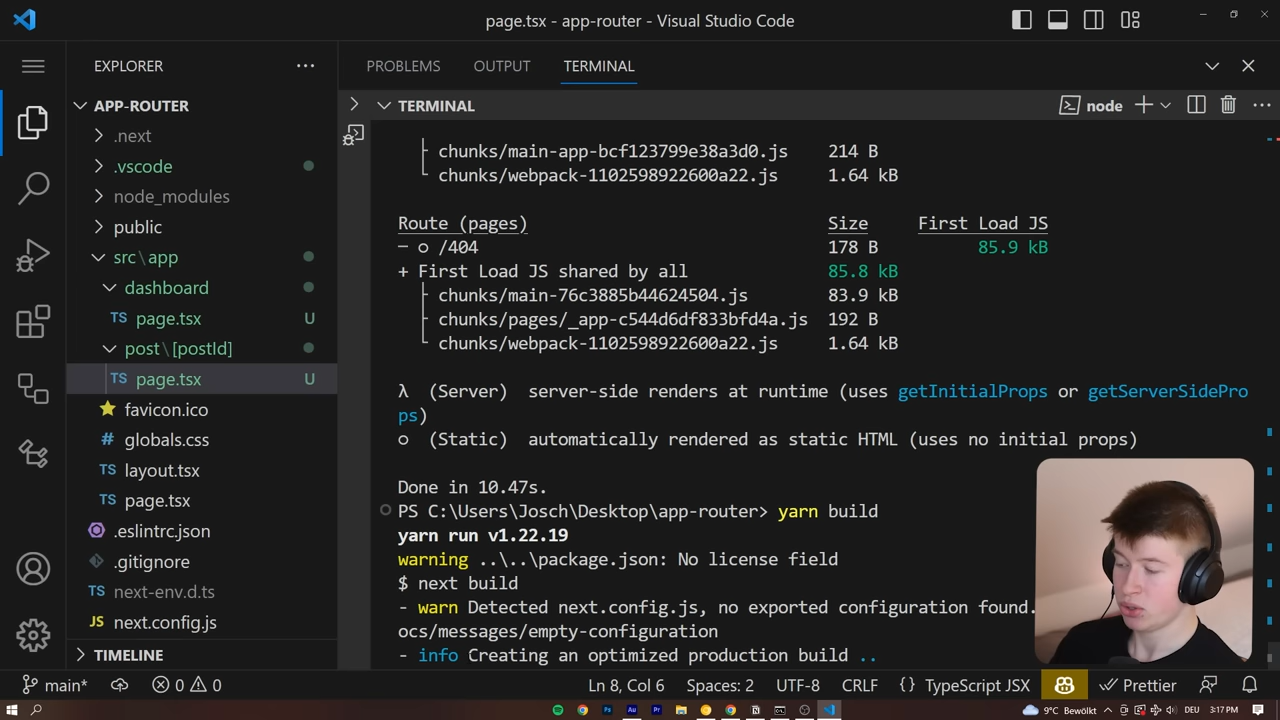 page.tsx - app-router - Visual Studio Code
EXPLORER
APP-ROUTER
.next
.vscode
node_modules
public
src\app
dashboard
TS page.tsx U
post\[postId]
TS page.tsx U
favicon.ico
# globals.css
TS layout.tsx
TS page.tsx
.eslintrc.json
.gitignore
TS next-env.d.ts
JS next.config.js
TIMELINE
PROBLEMS OUTPUT TERMINAL
TERMINAL
node
├ chunks/main-app-bcf123799e38a3d0.js 214 B
└ chunks/webpack-1102598922600a22.js 1.64 kB
Route (pages) Size First Load JS
─ ○ /404 178 B 85.9 kB
+ First Load JS shared by all 85.8 kB
├ chunks/main-76c3885b44624504.js 83.9 kB
├ chunks/pages/_app-c544d6df833bfd4a.js 192 B
└ chunks/webpack-1102598922600a22.js 1.64 kB
λ (Server) server-side renders at runtime (uses getInitialProps or getServerSidePro
ps)
○ (Static) automatically rendered as static HTML (uses no initial props)
Done in 10.47s.
PS C:\Users\Josch\Desktop\app-router> yarn build
yarn run v1.22.19
warning ..\..\package.json: No license field
$ next build
- warn Detected next.config.js, no exported configuration found.
ocs/messages/empty-configuration
- info Creating an optimized production build ..
main* 0 0
Ln 8, Col 6 Spaces: 2 UTF-8 CRLF {} TypeScript JSX Prettier
Ps Au Pr 9°C Bewölkt DEU 3:17 PM